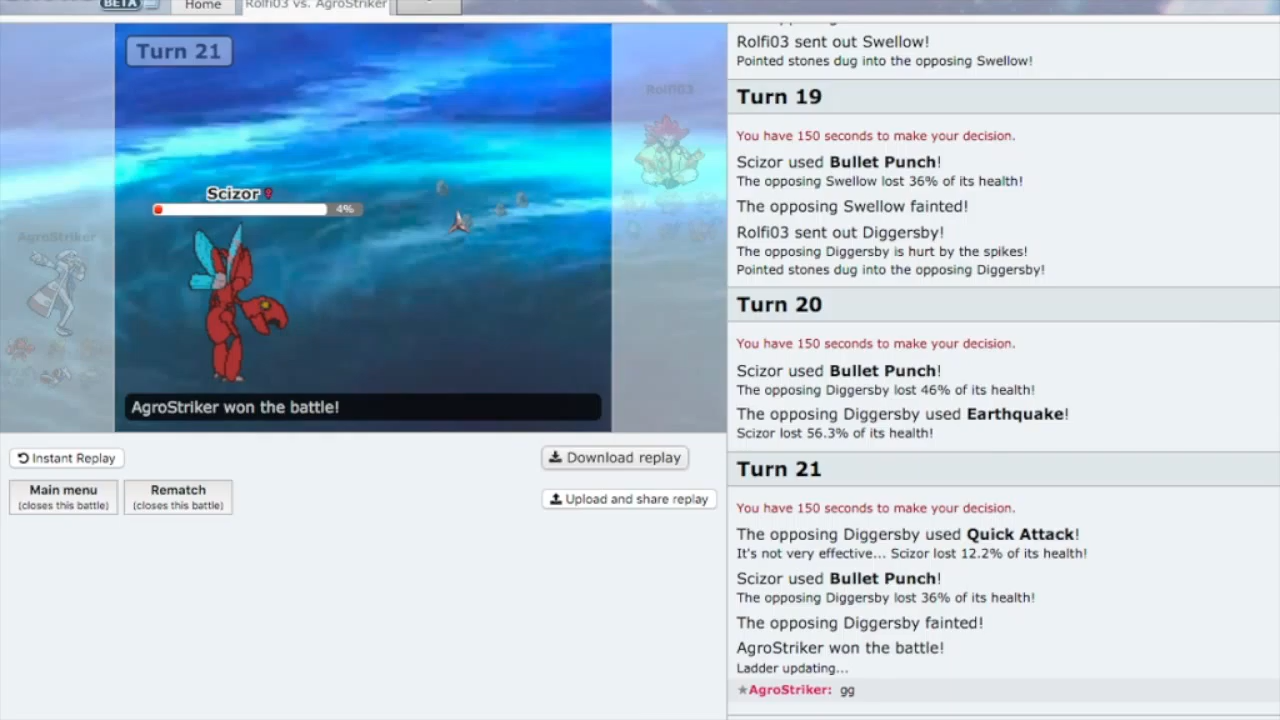 BETA
Home
Rolfi03 vs. AgroStriker
Turn 21
Rolfi03
Scizor
4%
AgroStriker
AgroStriker won the battle!
Instant Replay
Download replay
Main menu
(closes this battle)
Rematch
(closes this battle)
Upload and share replay
Rolfi03 sent out Swellow!
Pointed stones dug into the opposing Swellow!
Turn 19
You have 150 seconds to make your decision.
Scizor used Bullet Punch!
The opposing Swellow lost 36% of its health!
The opposing Swellow fainted!
Rolfi03 sent out Diggersby!
The opposing Diggersby is hurt by the spikes!
Pointed stones dug into the opposing Diggersby!
Turn 20
You have 150 seconds to make your decision.
Scizor used Bullet Punch!
The opposing Diggersby lost 46% of its health!
The opposing Diggersby used Earthquake!
Scizor lost 56.3% of its health!
Turn 21
You have 150 seconds to make your decision.
The opposing Diggersby used Quick Attack!
It's not very effective... Scizor lost 12.2% of its health!
Scizor used Bullet Punch!
The opposing Diggersby lost 36% of its health!
The opposing Diggersby fainted!
AgroStriker won the battle!
Ladder updating...
★AgroStriker: gg